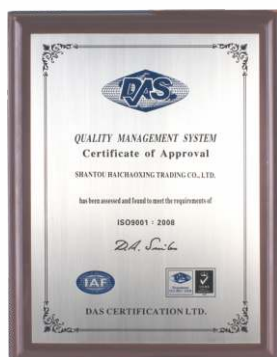 DAS
QUALITY MANAGEMENT SYSTEM
Certificate of Approval
SHANTOU HAICHAOXING TRADING CO., LTD.
has been assessed and found to meet the requirements of
ISO9001 : 2008
IAF
DAS CERTIFICATION LTD.